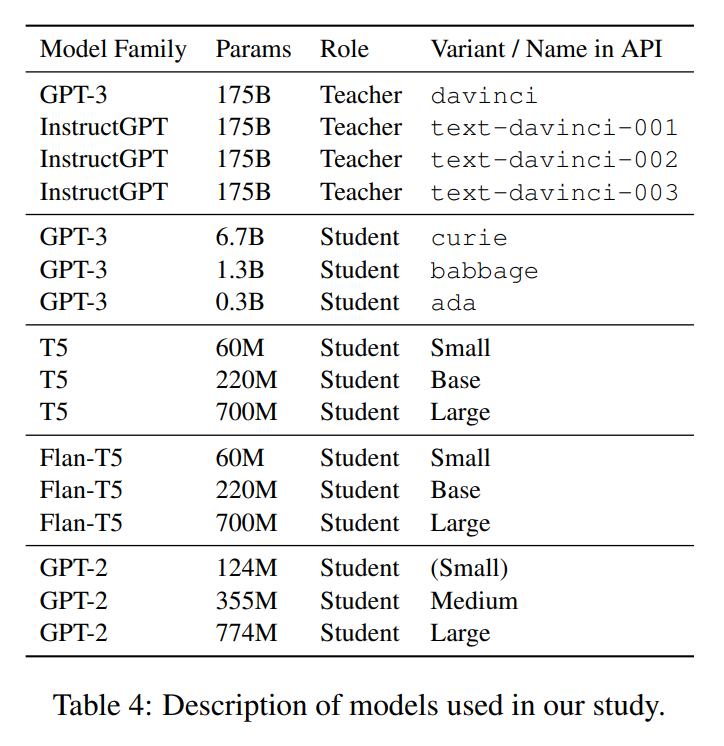 Model Family Params Role Variant / Name in API
GPT-3 175B Teacher davinci
InstructGPT 175B Teacher text-davinci-001
InstructGPT 175B Teacher text-davinci-002
InstructGPT 175B Teacher text-davinci-003
GPT-3 6.7B Student curie
GPT-3 1.3B Student babbage
GPT-3 0.3B Student ada
T5 60M Student Small
T5 220M Student Base
T5 700M Student Large
Flan-T5 60M Student Small
Flan-T5 220M Student Base
Flan-T5 700M Student Large
GPT-2 124M Student (Small)
GPT-2 355M Student Medium
GPT-2 774M Student Large
Table 4: Description of models used in our study.